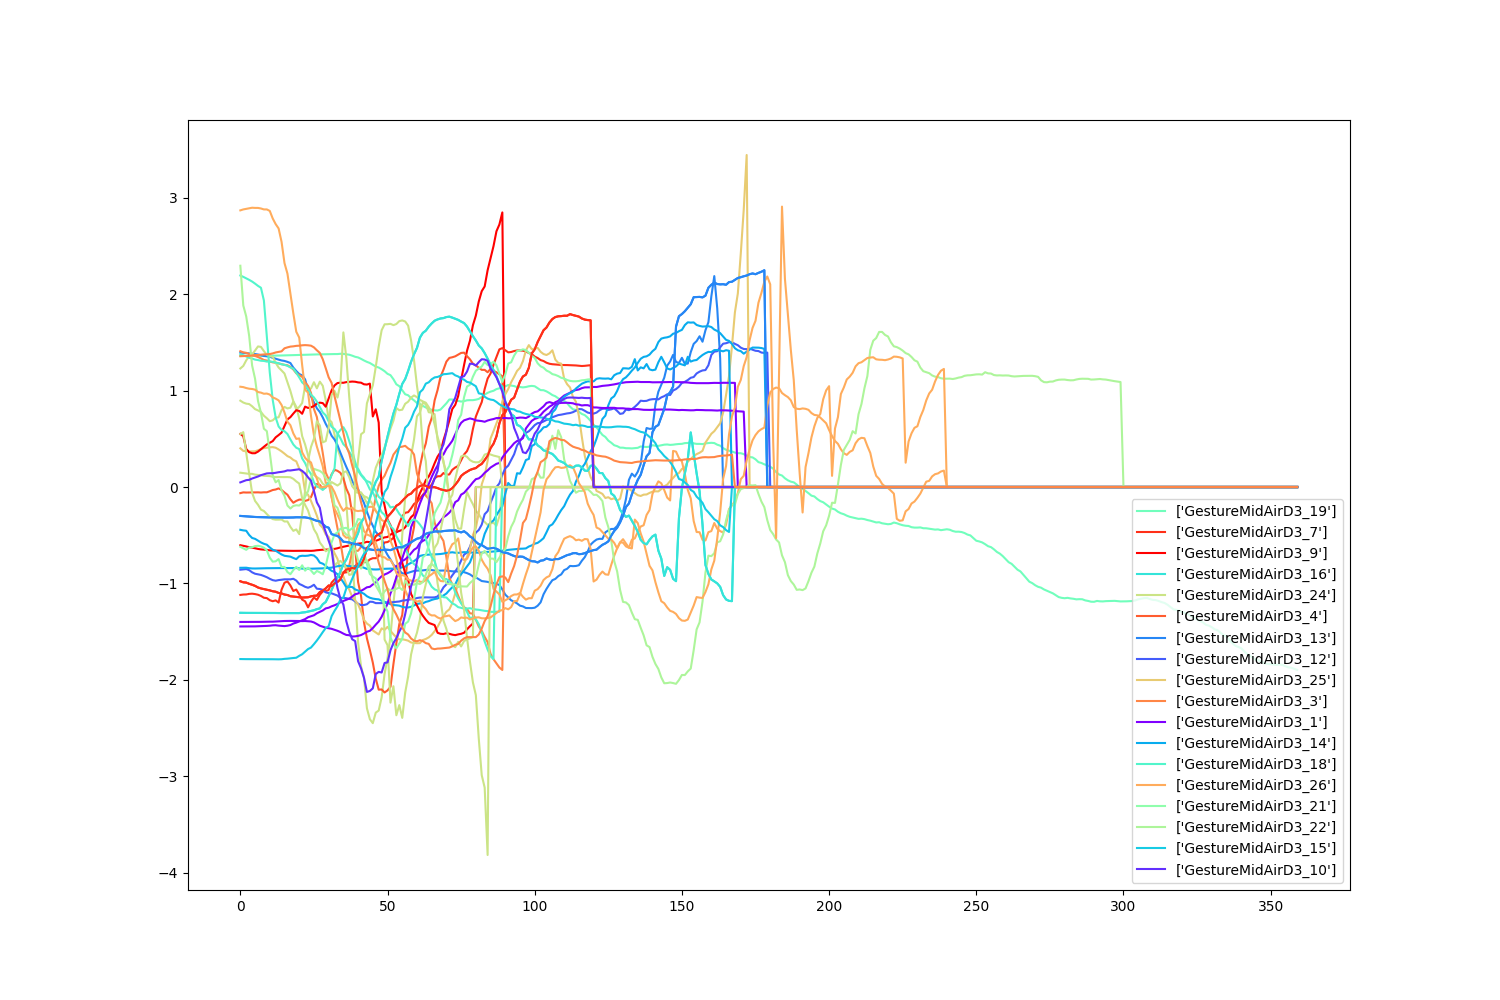 3
2
1
0
−1
−2
−3
−4
0 50 100 150 200 250 300 350
['GestureMidAirD3_19']
['GestureMidAirD3_7']
['GestureMidAirD3_9']
['GestureMidAirD3_16']
['GestureMidAirD3_24']
['GestureMidAirD3_4']
['GestureMidAirD3_13']
['GestureMidAirD3_12']
['GestureMidAirD3_25']
['GestureMidAirD3_3']
['GestureMidAirD3_1']
['GestureMidAirD3_14']
['GestureMidAirD3_18']
['GestureMidAirD3_26']
['GestureMidAirD3_21']
['GestureMidAirD3_22']
['GestureMidAirD3_15']
['GestureMidAirD3_10']